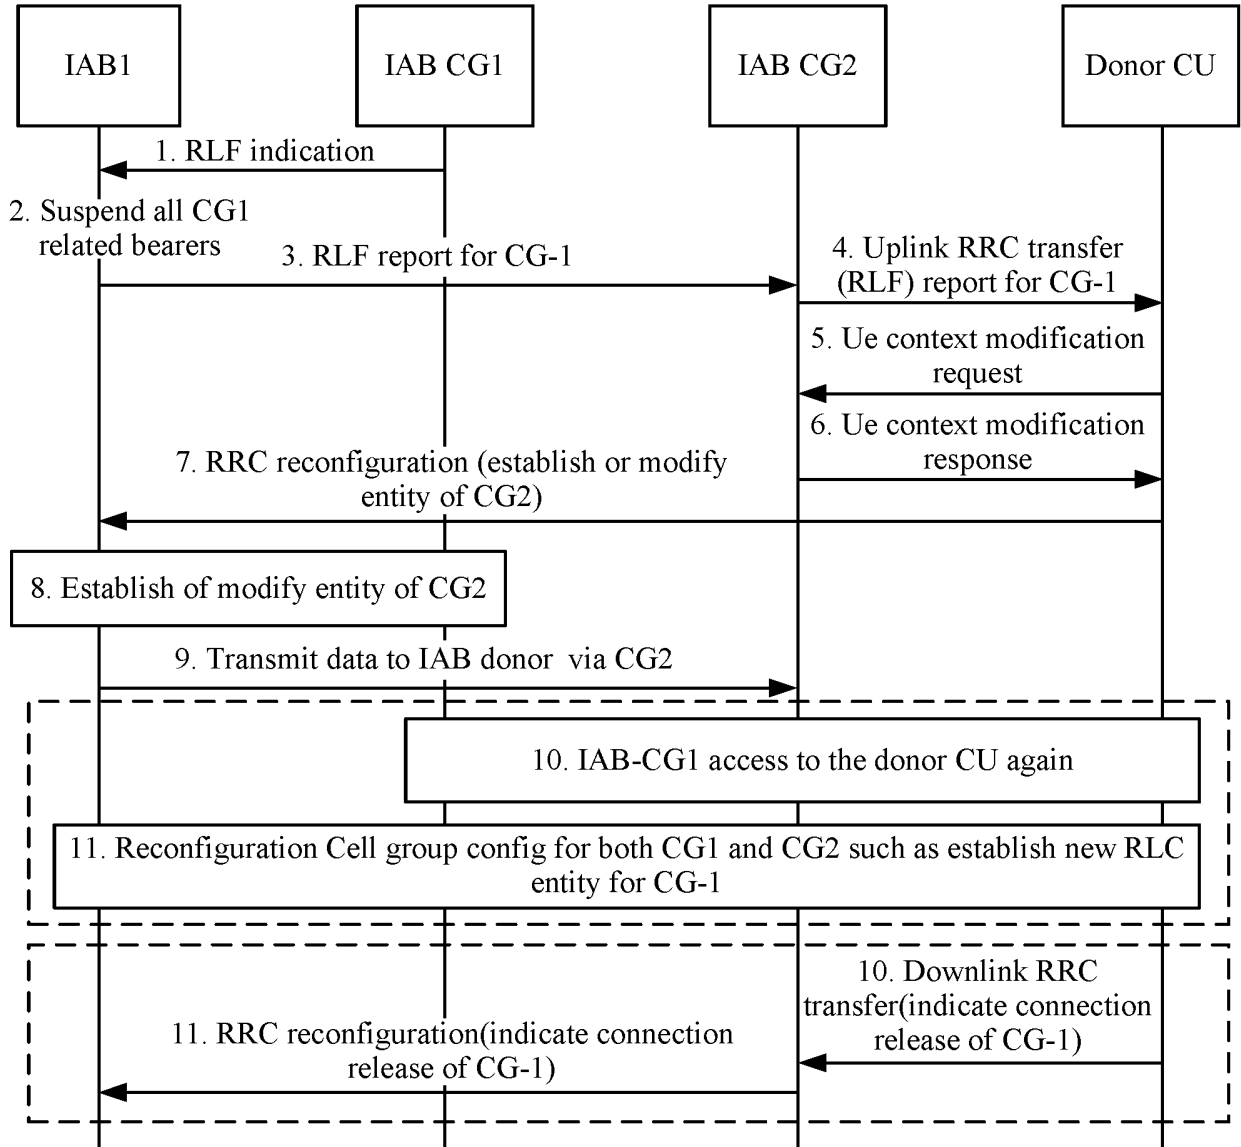 IAB1
IAB CG1
IAB CG2
Donor CU
1. RLF indication
2. Suspend all CG1
related bearers
3. RLF report for CG-1
4. Uplink RRC transfer
(RLF) report for CG-1
5. Ue context modification
request
6. Ue context modification
response
7. RRC reconfiguration (establish or modify
entity of CG2)
8. Establish of modify entity of CG2
9. Transmit data to IAB donor via CG2
10. IAB-CG1 access to the donor CU again
11. Reconfiguration Cell group config for both CG1 and CG2 such as establish new RLC
entity for CG-1
10. Downlink RRC
transfer(indicate connection
release of CG-1)
11. RRC reconfiguration(indicate connection
release of CG-1)